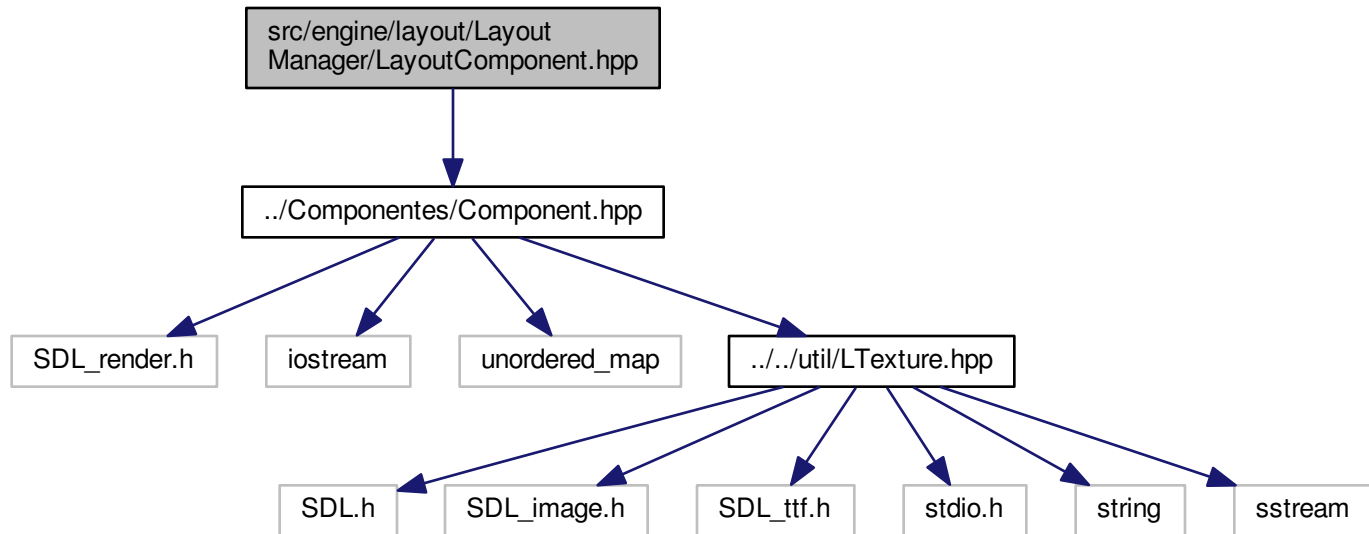 src/engine/layout/Layout
Manager/LayoutComponent.hpp
../Componentes/Component.hpp
SDL_render.h
iostream
unordered_map
../../util/LTexture.hpp
SDL.h
SDL_image.h
SDL_ttf.h
stdio.h
string
sstream